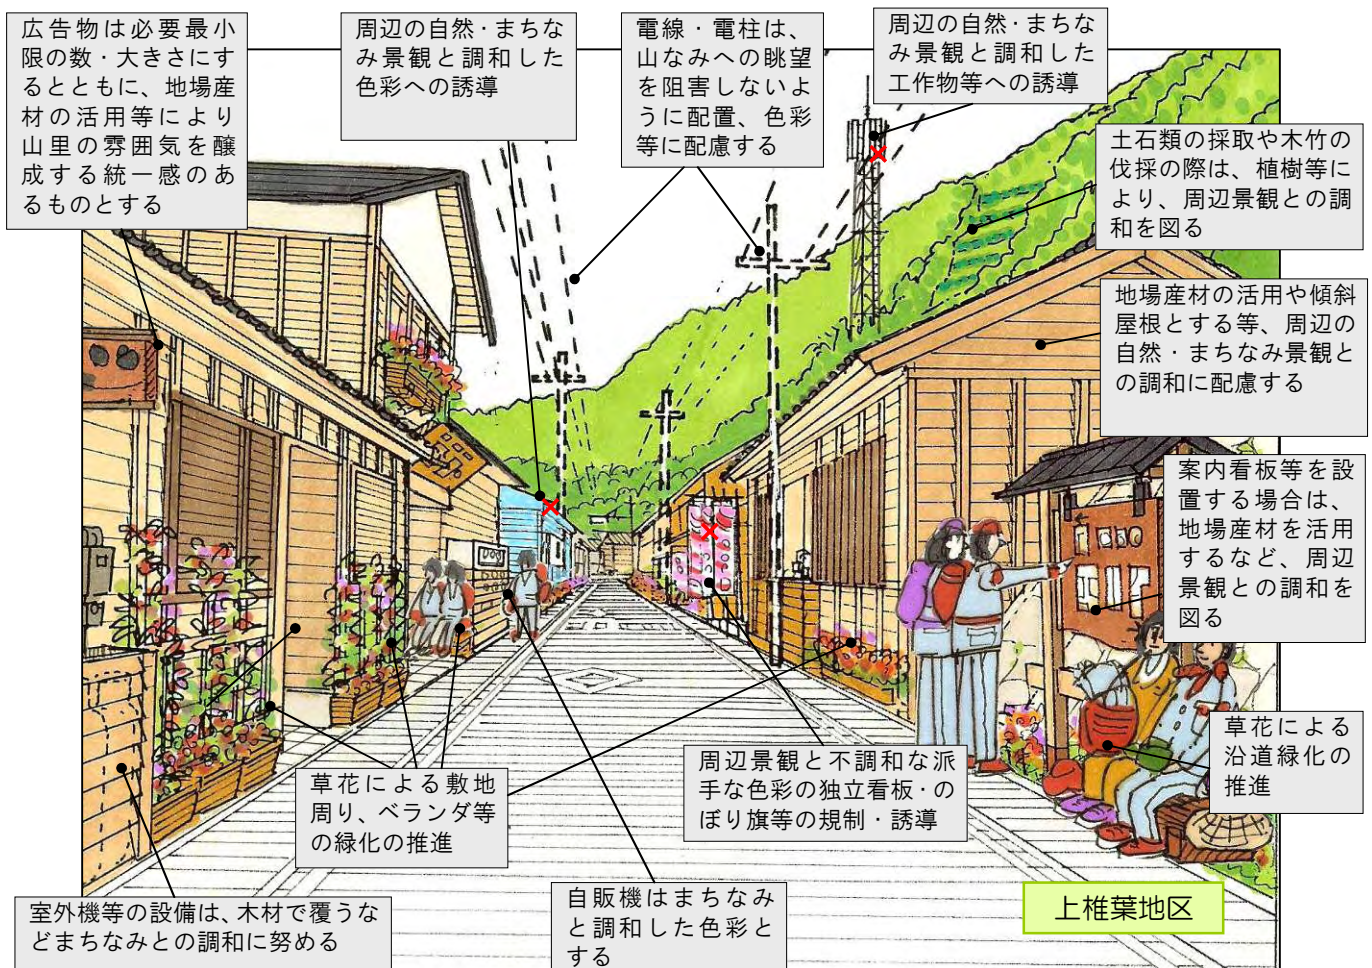 広告物は必要最小
限の数・大きさにす
るとともに、地場産
材の活用等により
山里の雰囲気を醸
成する統一感のあ
るものとする
周辺の自然・まちな
み景観と調和した
色彩への誘導
電線・電柱は、
山なみへの眺望
を阻害しないよ
うに配置、色彩
等に配慮する
周辺の自然・まちな
み景観と調和した
工作物等への誘導
土石類の採取や木竹の
伐採の際は、植樹等に
より、周辺景観との調
和を図る
地場産材の活用や傾斜
屋根とする等、周辺の
自然・まちなみ景観と
の調和に配慮する
案内看板等を設
置する場合は、
地場産材を活用
するなど、周辺
景観との調和を
図る
草花による
沿道緑化の
推進
周辺景観と不調和な派
手な色彩の独立看板・の
ぼり旗等の規制・誘導
草花による敷地
周り、ベランダ等
の緑化の推進
自販機はまちなみ
と調和した色彩と
する
室外機等の設備は、木材で覆うな
どまちなみとの調和に努める
上椎葉地区